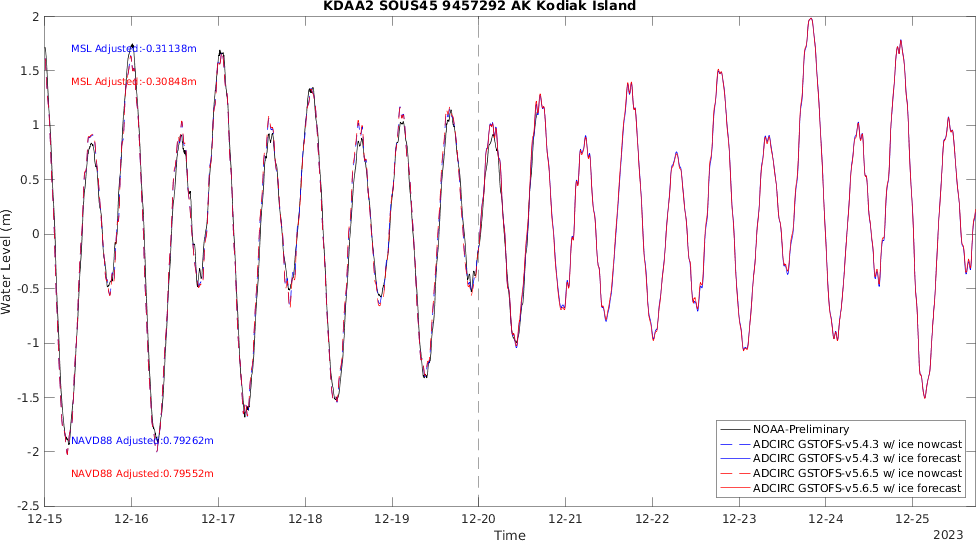 KDAA2 SOUS45 9457292 AK Kodiak Island
2
1.5
1
0.5
0
-0.5
-1
-1.5
-2
-2.5
Water Level (m)
MSL Adjusted:-0.31138m
MSL Adjusted:-0.30848m
NAVD88 Adjusted:0.79262m
NAVD88 Adjusted:0.79552m
NOAA-Preliminary
ADCIRC GSTOFS-v5.4.3 w/ ice nowcast
ADCIRC GSTOFS-v5.4.3 w/ ice forecast
ADCIRC GSTOFS-v5.6.5 w/ ice nowcast
ADCIRC GSTOFS-v5.6.5 w/ ice forecast
12-15 12-16 12-17 12-18 12-19 12-20 12-21 12-22 12-23 12-24 12-25
Time
2023